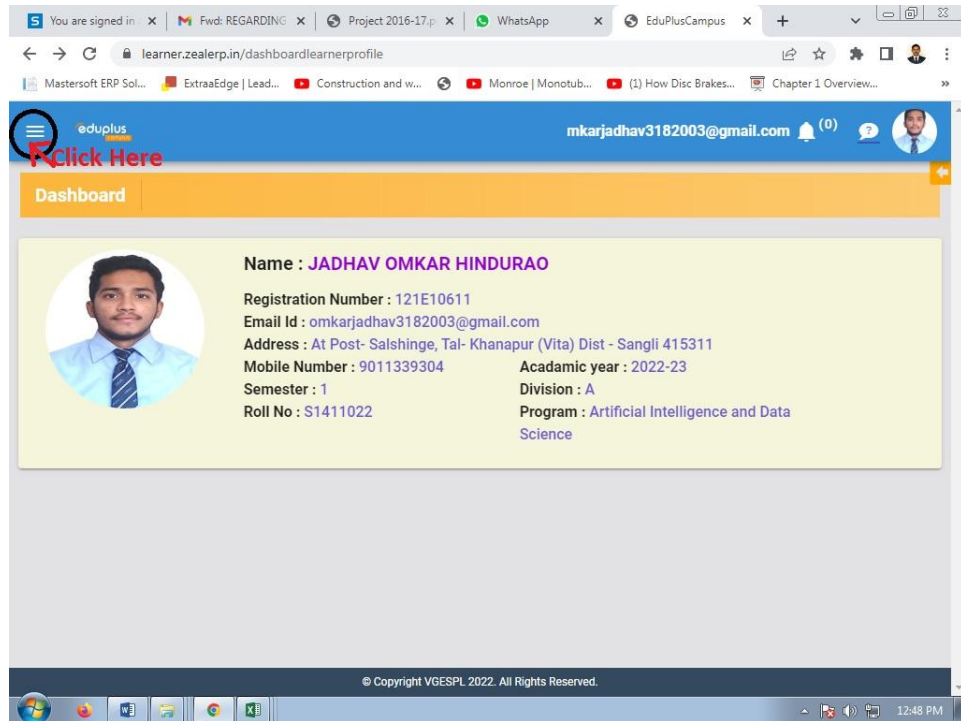 You are signed in
Fwd: REGARDING
Project 2016-17.p
WhatsApp
EduPlusCampus
learner.zealerp.in/dashboardlearnerprofile
Mastersoft ERP Sol...
ExtraaEdge | Lead...
Construction and w...
Monroe | Monotub...
(1) How Disc Brakes...
Chapter 1 Overview...
eduplus
mkarjadhav3182003@gmail.com
(0)
Click Here
Dashboard
Name : JADHAV OMKAR HINDURAO
Registration Number : 121E10611
Email Id : omkarjadhav3182003@gmail.com
Address : At Post- Salshinge, Tal- Khanapur (Vita) Dist - Sangli 415311
Mobile Number : 9011339304 Acadamic year : 2022-23
Semester : 1 Division : A
Roll No : S1411022 Program : Artificial Intelligence and Data
Science
© Copyright VGESPL 2022. All Rights Reserved.
12:48 PM